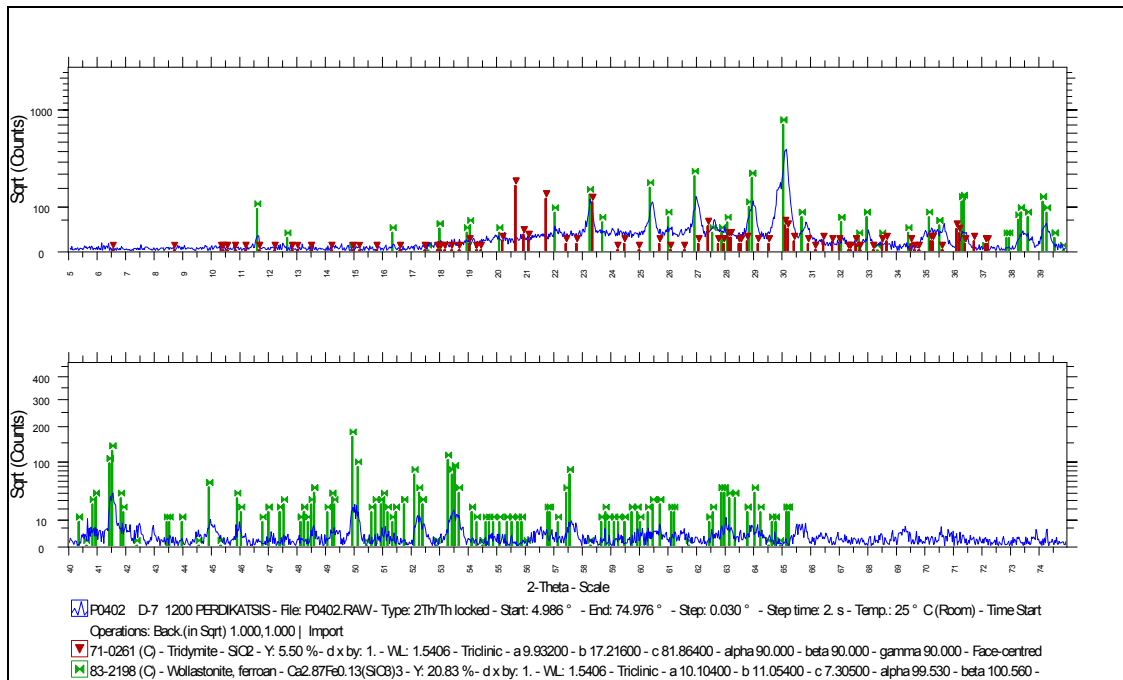 Sqrt (Counts)
1000
100
0
5 6 7 8 9 10 11 12 13 14 15 16 17 18 19 20 21 22 23 24 25 26 27 28 29 30 31 32 33 34 35 36 37 38 39
Sqrt (Counts)
400
300
200
100
10
0
40 41 42 43 44 45 46 47 48 49 50 51 52 53 54 55 56 57 58 59 60 61 62 63 64 65 66 67 68 69 70 71 72 73 74
2-Theta - Scale
P0402 D-7 1200 PERDIKATSIS - File: P0402.RAW - Type: 2Th/Th locked - Start: 4.986 ° - End: 74.976 ° - Step: 0.030 ° - Step time: 2. s - Temp.: 25 ° C (Room) - Time Start
Operations: Back.(in Sqrt) 1.000,1.000 | Import
71-0261 (C) - Tridymite - SiO2 - Y: 5.50 % - d x by: 1. - WL: 1.5406 - Triclinic - a 9.93200 - b 17.21600 - c 81.86400 - alpha 90.000 - beta 90.000 - gamma 90.000 - Face-centred
83-2198 (C) - Wollastonite, ferroan - Ca2.87Fe0.13(SiO3)3 - Y: 20.83 % - d x by: 1. - WL: 1.5406 - Triclinic - a 10.10400 - b 11.05400 - c 7.30500 - alpha 99.530 - beta 100.560 -